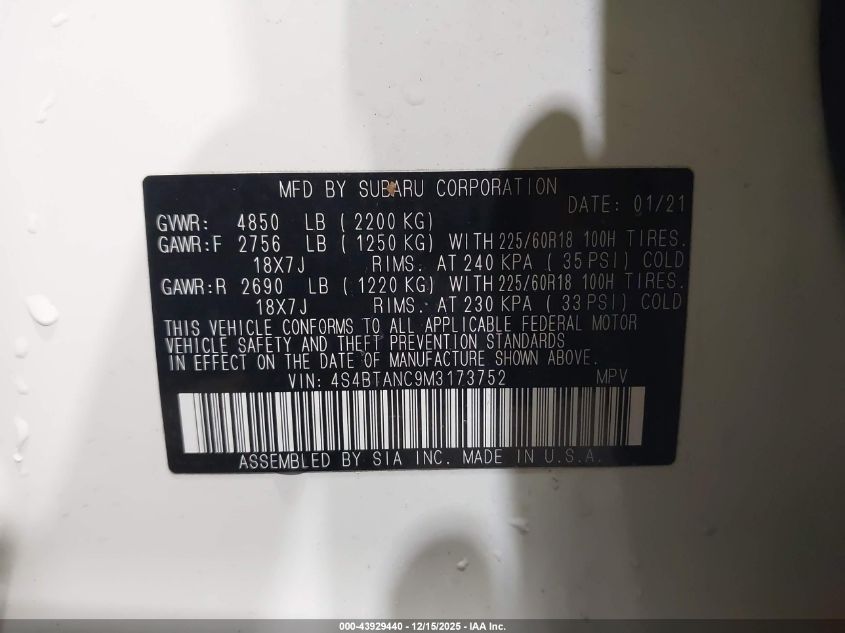 MFD BY SUBARU CORPORATION
DATE: 01/21
GVWR: 4850 LB ( 2200 KG)
GAWR:F 2756 LB ( 1250 KG) WITH 225/60R18 100H TIRES.
18X7J RIMS. AT 240 KPA ( 35 PSI) COLD
GAWR:R 2690 LB ( 1220 KG) WITH 225/60R18 100H TIRES.
18X7J RIMS. AT 230 KPA ( 33 PSI) COLD
THIS VEHICLE CONFORMS TO ALL APPLICABLE FEDERAL MOTOR
VEHICLE SAFETY AND THEFT PREVENTION STANDARDS
IN EFFECT ON THE DATE OF MANUFACTURE SHOWN ABOVE.
VIN: 4S4BTANC9M3173752 MPV
ASSEMBLED BY SIA INC. MADE IN U.S.A.
000-43929440 - 12/15/2025 - IAA Inc.